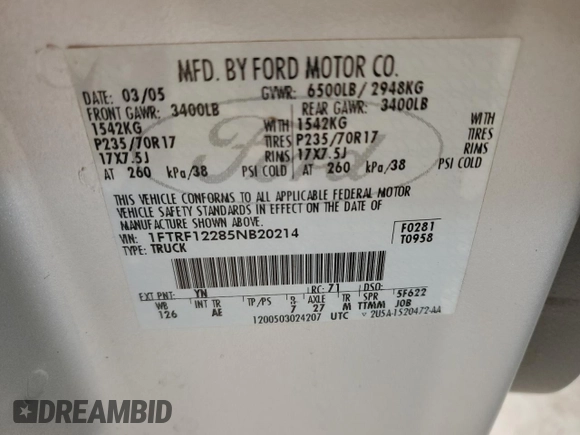 MFD. BY FORD MOTOR CO.
DATE: 03/05 GVWR: 6500LB/ 2948KG
FRONT GAWR: 3400LB REAR GAWR: 3400LB
1542KG WITH 1542KG WITH
P235/70R17 TIRES P235/70R17 TIRES
17X7.5J RIMS 17X7.5J RIMS
AT 260 kPa/38 PSI COLD AT 260 kPa/38 PSI COLD
THIS VEHICLE CONFORMS TO ALL APPLICABLE FEDERAL MOTOR
VEHICLE SAFETY STANDARDS IN EFFECT ON THE DATE OF
MANUFACTURE SHOWN ABOVE.
VIN: 1FTRF12285NB20214 F0281
TYPE: TRUCK T0958
EXT PNT: YN RC: 71 DSO:
WB INT TR TP/PS R AXLE TR SPR 5F622
126 AE 7 27 M TTMM JOB
1200503024207 UTC 2U5A-1520472-AA
Ford
DREAMBID